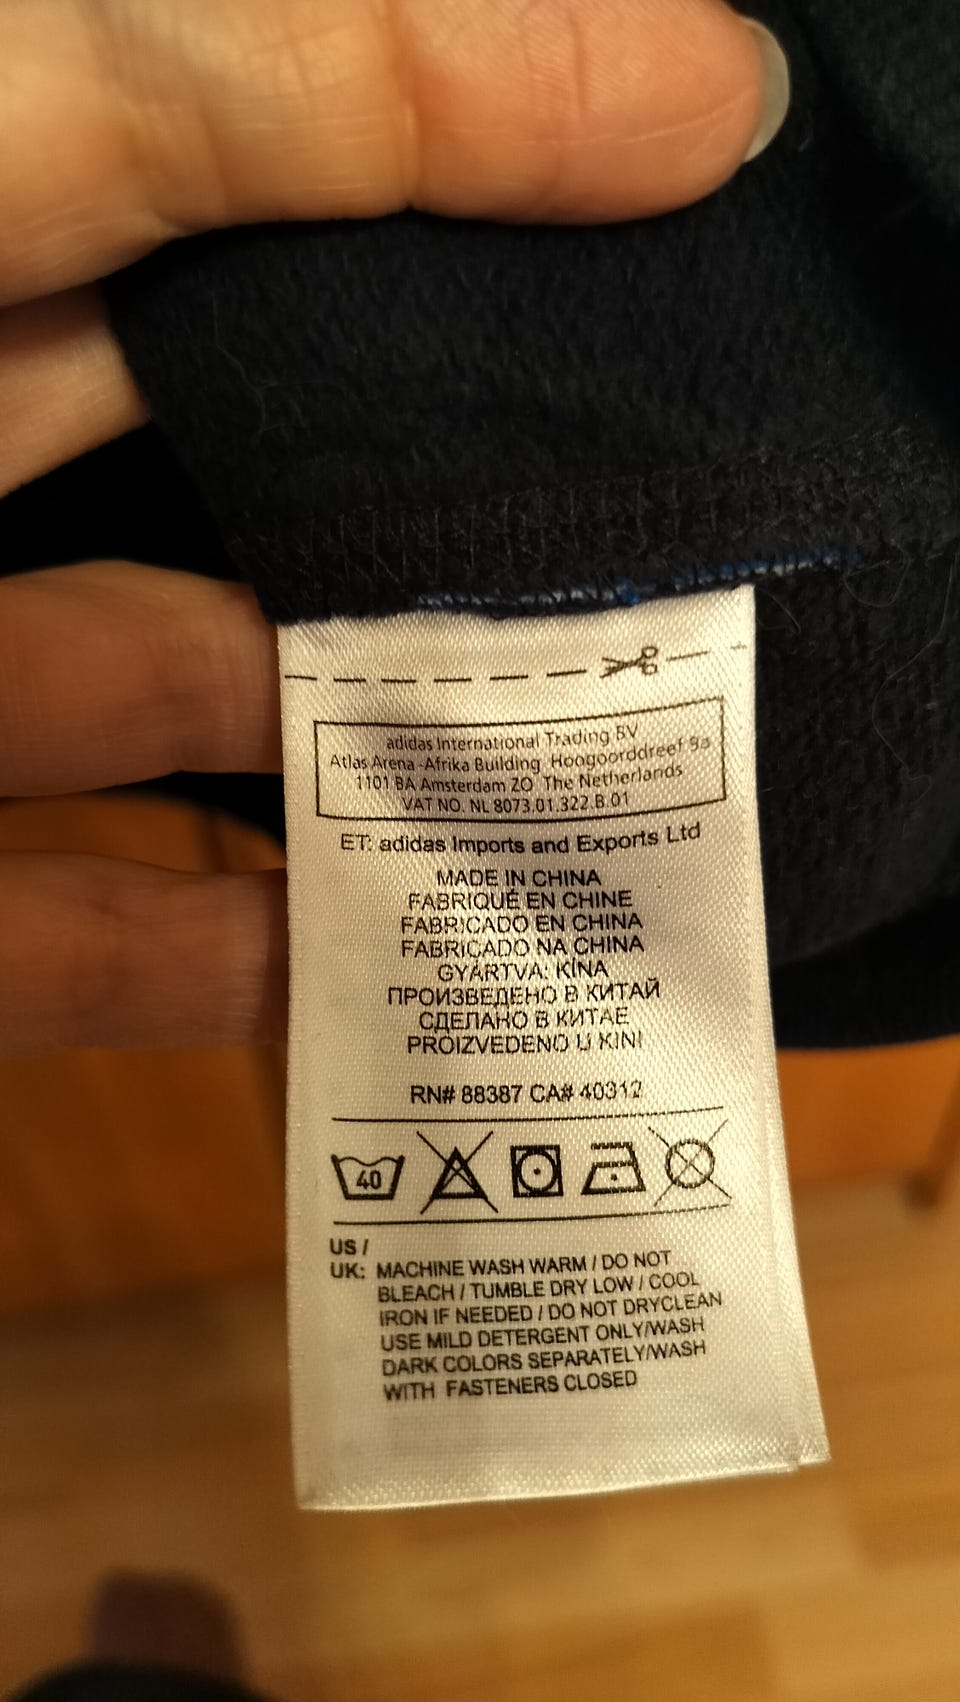 adidas International Trading BV
Atlas Arena -Afrika Building Hoogoorddreef 9a
1101 BA Amsterdam ZO The Netherlands
VAT NO. NL 8073.01.322.B.01
ET: adidas Imports and Exports Ltd
MADE IN CHINA
FABRIQUÉ EN CHINE
FABRICADO EN CHINA
FABRICADO NA CHINA
GYÁRTVA: KÍNA
ПРОИЗВЕДЕНО В КИТАЙ
СДЕЛАНО В КИТАЕ
PROIZVEDENO U KINI
RN# 88387 CA# 40312
40
US /
UK: MACHINE WASH WARM / DO NOT
BLEACH / TUMBLE DRY LOW / COOL
IRON IF NEEDED / DO NOT DRYCLEAN
USE MILD DETERGENT ONLY/WASH
DARK COLORS SEPARATELY/WASH
WITH FASTENERS CLOSED